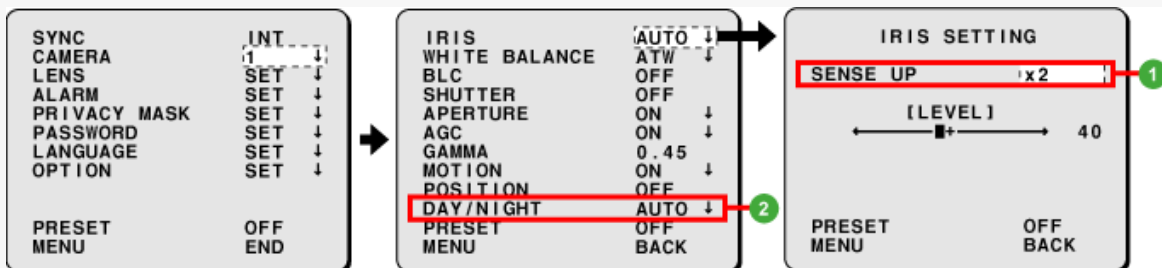 SYNC INT
CAMERA 1 ↓
LENS SET ↓
ALARM SET ↓
PRIVACY MASK SET ↓
PASSWORD SET ↓
LANGUAGE SET ↓
OPTION SET ↓
PRESET OFF
MENU END
IRIS AUTO ↓
WHITE BALANCE ATW ↓
BLC OFF
SHUTTER OFF
APERTURE ON ↓
AGC ON ↓
GAMMA 0.45
MOTION ON ↓
POSITION OFF
DAY/NIGHT AUTO ↓
2
PRESET OFF
MENU BACK
IRIS SETTING
SENSE UP x2
1
[LEVEL]
+ 40
PRESET OFF
MENU BACK